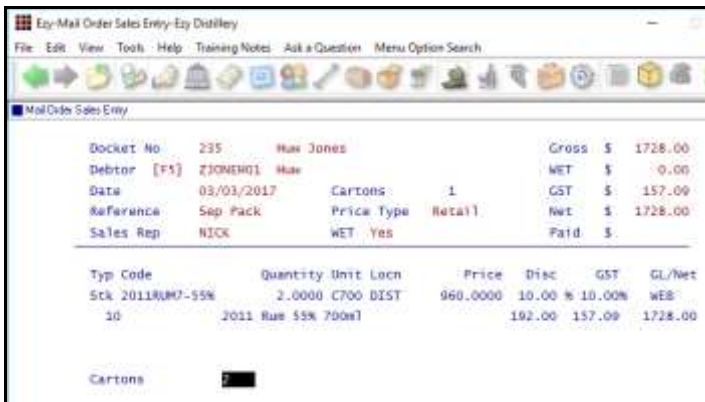 Ezy-Mail Order Sales Entry-Ezy Distillery
File Edit View Tools Help Training Notes Ask a Question Menu Option Search
Mail Order Sales Entry
Docket No 235 Huw Jones Gross $ 1728.00
Debtor [F5] ZJONEH01 Huw WET $ 0.00
Date 03/03/2017 Cartons 1 GST $ 157.09
Reference Sep Pack Price Type Retail Net $ 1728.00
Sales Rep NICK WET Yes Paid $
Typ Code Quantity Unit Locn Price Disc GST GL/Net
Stk 2011RUM7-55% 2.0000 C700 DIST 960.0000 10.00 % 10.00% WEB
10 2011 Rum 55% 700ml 192.00 157.09 1728.00
Cartons 2